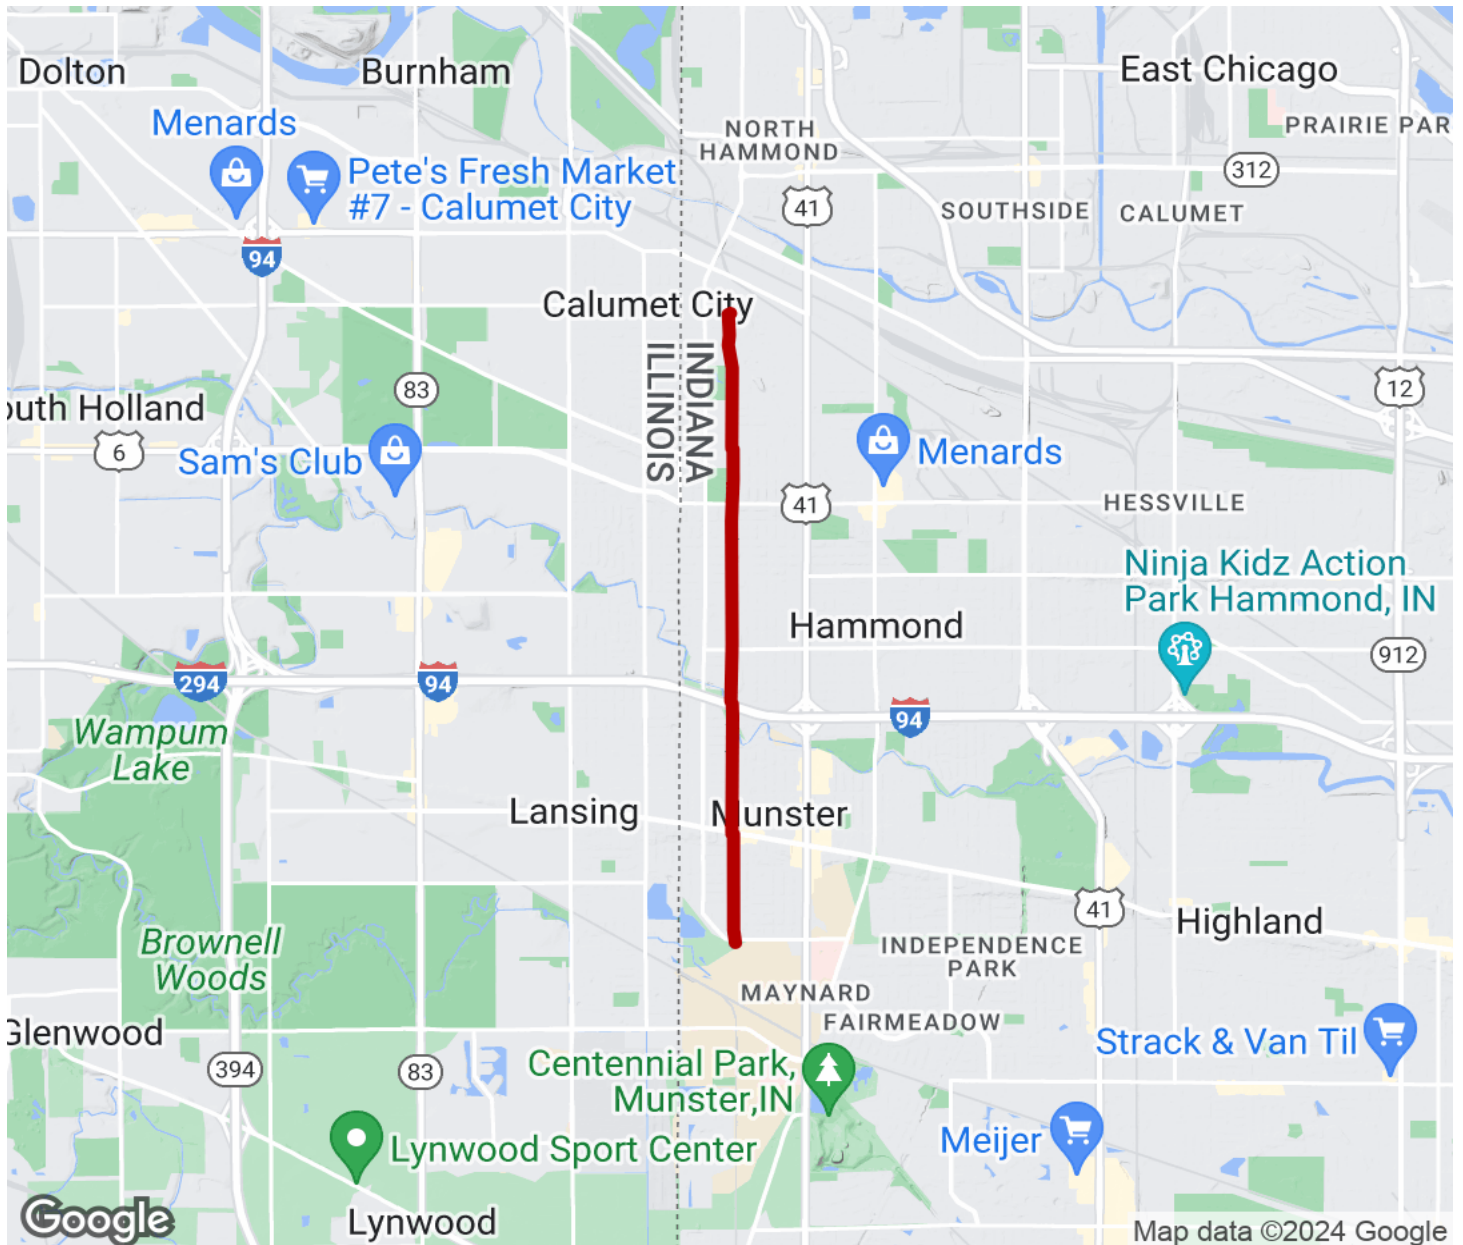 Dolton
Burnham
East Chicago
Menards
NORTH
HAMMOND
PRAIRIE PAR
Pete's Fresh Market
#7 - Calumet City
312
41
SOUTHSIDE
CALUMET
94
Calumet City
INDIANA
ILLINOIS
83
12
outh Holland
6
Sam's Club
Menards
41
HESSVILLE
Ninja Kidz Action
Park Hammond, IN
Hammond
912
294
94
94
Wampum
Lake
Lansing
Munster
41
Highland
Brownell
Woods
INDEPENDENCE
PARK
MAYNARD
FAIRMEADOW
Glenwood
Strack & Van Til
394
83
Centennial Park,
Munster,IN
Meijer
Lynwood Sport Center
Lynwood
Google
Map data ©2024 Google